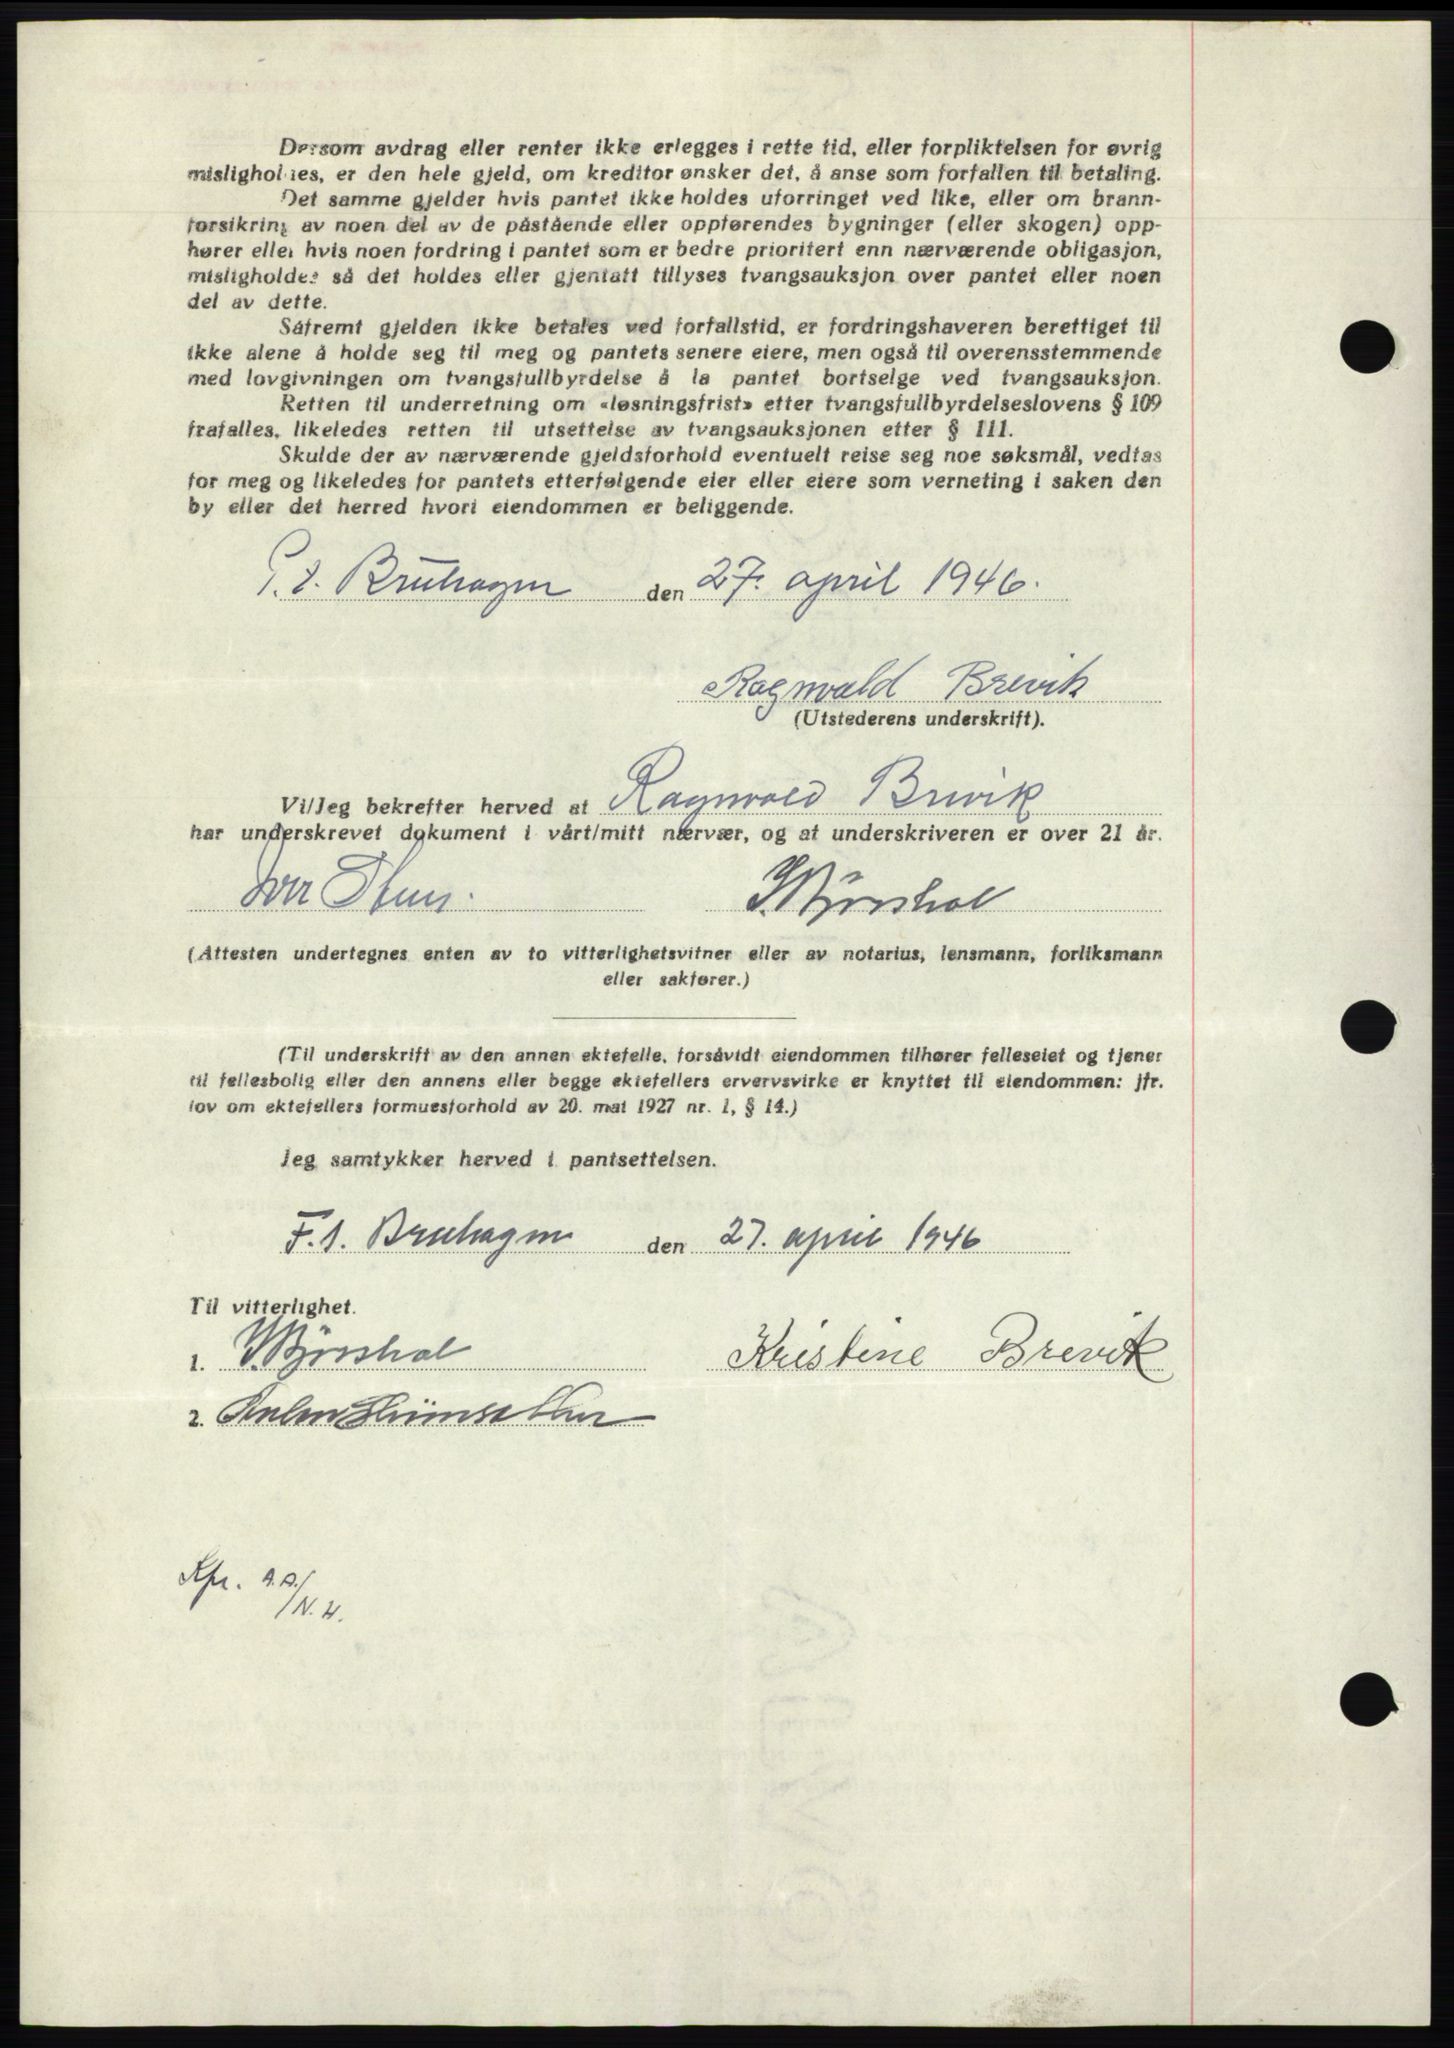 Dersom avdrag eller renter ikke erlegges i rette tid, eller forpliktelsen for øvrig
misligholdes, er den hele gjeld, om kreditor ønsker det, å anse som forfallen til betaling.
Det samme gjelder hvis pantet ikke holdes uforringet ved like, eller om brann-
forsikring av noen del av de påstående eller oppførendes bygninger (eller skogen) opp-
hører eller hvis noen fordring i pantet som er bedre prioritert enn nærværende obligasjon,
misligholdes så det holdes eller gjentatt tillyses tvangsauksjon over pantet eller noen
del av dette.
Såfremt gjelden ikke betales ved forfallstid, er fordringshaveren berettiget til
ikke alene å holde seg til meg og pantets senere eiere, men også til overensstemmende
med lovgivningen om tvangsfullbyrdelse å la pantet bortselge ved tvangsauksjon.
Retten til underretning om «løsningsfrist» etter tvangsfullbyrdelseslovens § 109
frafalles, likeledes retten til utsettelse av tvangsauksjonen etter § 111.
Skulde der av nærværende gjeldsforhold eventuelt reise seg noe søksmål, vedtas
for meg og likeledes for pantets etterfølgende eier eller eiere som verneting i saken den
by eller det herred hvori eiendommen er beliggende.
Bruhagen den 27. april 1946.
Ragnvald Brevik
(Utstederens underskrift).
Vi/Jeg bekrefter herved at Ragnvald Brevik
har underskrevet dokument i vårt/mitt nærvær, og at underskriveren er over 21 år.
(Attesten undertegnes enten av to vitterlighetsvitner eller av notarius, lensmann, forliksmann
eller sakfører.)
(Til underskrift av den annen ektefelle, forsåvidt eiendommen tilhører felleseiet og tjener
til fellesbolig eller den annens eller begge ektefellers ervervsvirke er knyttet til eiendommen: jfr.
lov om ektefellers formuesforhold av 20. mai 1927 nr. 1, § 14.)
Jeg samtykker herved i pantsettelsen.
Bruhagen den 27. april 1946
Til vitterlighet.
1. Kristine Brevik
2.